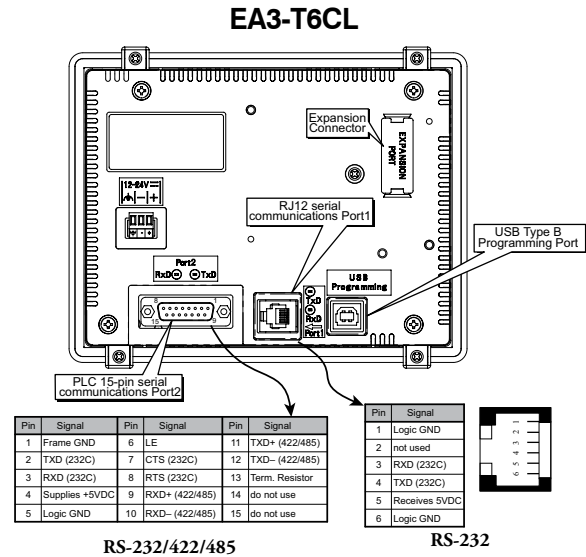 EA3-T6CL
Expansion
Connector
EXPANSION
PORT
12-24V
RJ12 serial
communications Port1
USB Type B
Programming Port
Port2
RxD TxD
USB
Programming
TxD
RxD
Port1
8 1
15 9
PLC 15-pin serial
communications Port2
Pin Signal Pin Signal Pin Signal
1 Frame GND 6 LE 11 TXD+ (422/485)
2 TXD (232C) 7 CTS (232C) 12 TXD– (422/485)
3 RXD (232C) 8 RTS (232C) 13 Term. Resistor
4 Supplies +5VDC 9 RXD+ (422/485) 14 do not use
5 Logic GND 10 RXD– (422/485) 15 do not use
RS-232/422/485
Pin Signal
1 Logic GND
2 not used
3 RXD (232C)
4 TXD (232C)
5 Receives 5VDC
6 Logic GND
1
2
3
4
5
6
RS-232